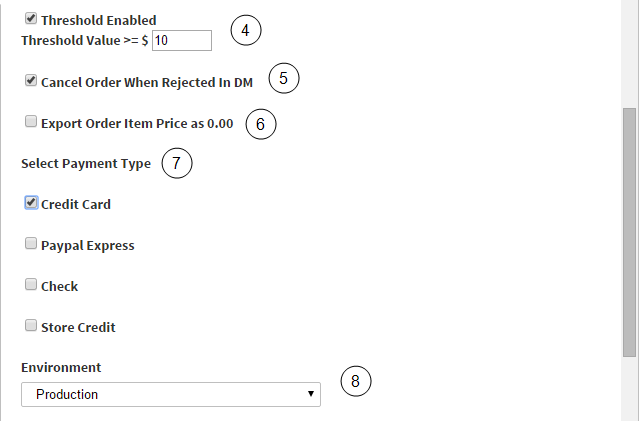 Threshold Enabled
Threshold Value >= $ 10
4
Cancel Order When Rejected In DM
5
Export Order Item Price as 0.00
6
Select Payment Type
7
Credit Card
Paypal Express
Check
Store Credit
Environment
Production
8